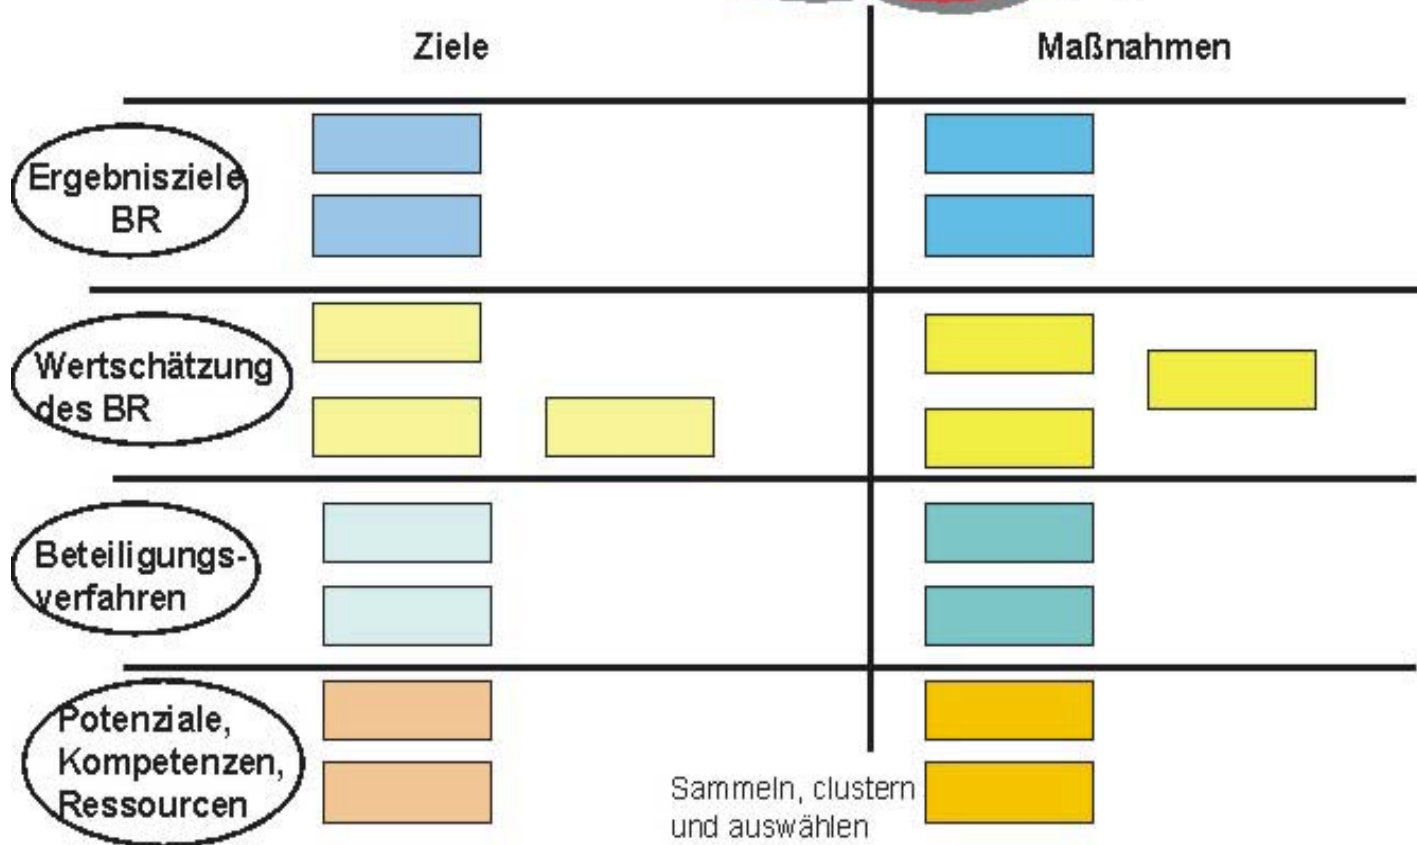 Ziele
Maßnahmen
Ergebnisziele
BR
Wertschätzung
des BR
Beteiligungs-
verfahren
Potenziale,
Kompetenzen,
Ressourcen
Sammeln, clustern
und auswählen